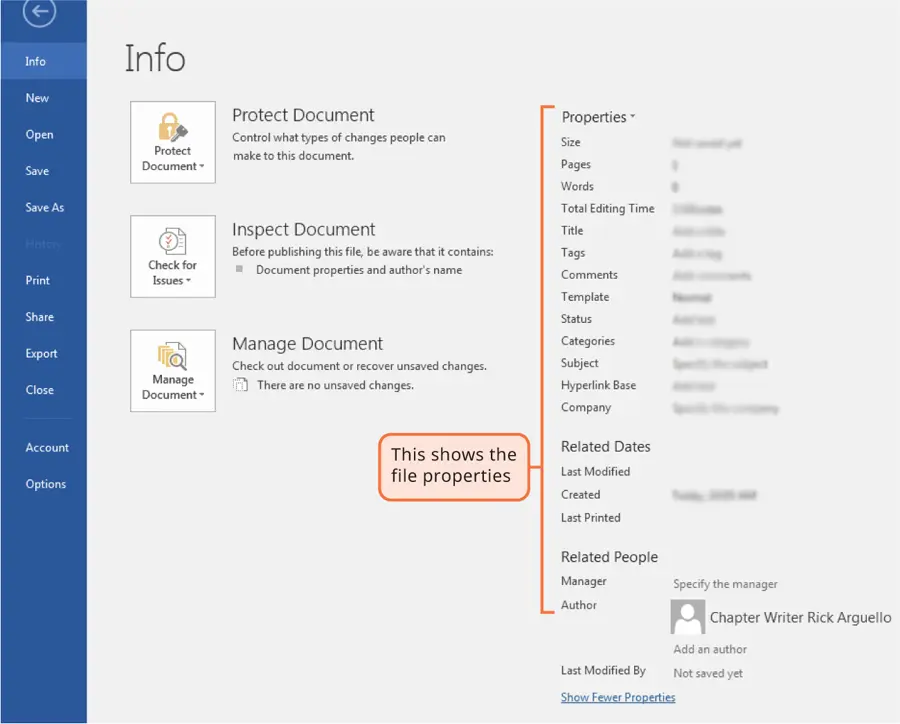 Info
New
Open
Save
Save As
Print
Share
Export
Close
Account
Options
Info
Protect
Document
Protect Document
Control what types of changes people can
make to this document.
Check for
Issues
Inspect Document
Before publishing this file, be aware that it contains:
Document properties and author's name
Manage
Document
Manage Document
Check out document or recover unsaved changes.
There are no unsaved changes.
This shows the
file properties
Properties
Size
Pages
Words
Total Editing Time
Title
Tags
Comments
Template
Status
Categories
Subject
Hyperlink Base
Company
Related Dates
Last Modified
Created
Last Printed
Related People
Manager Specify the manager
Author Chapter Writer Rick Arguello
Add an author
Last Modified By Not saved yet
Show Fewer Properties